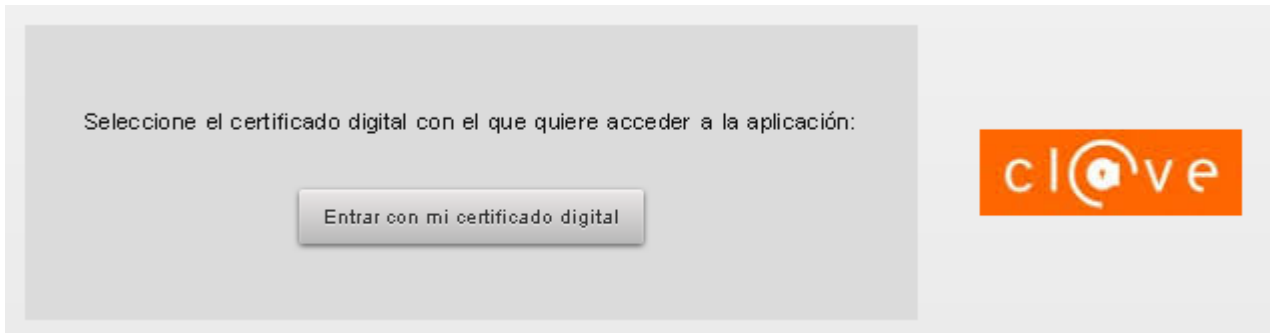 Seleccione el certificado digital con el que quiere acceder a la aplicación:
cl@ve
Entrar con mi certificado digital